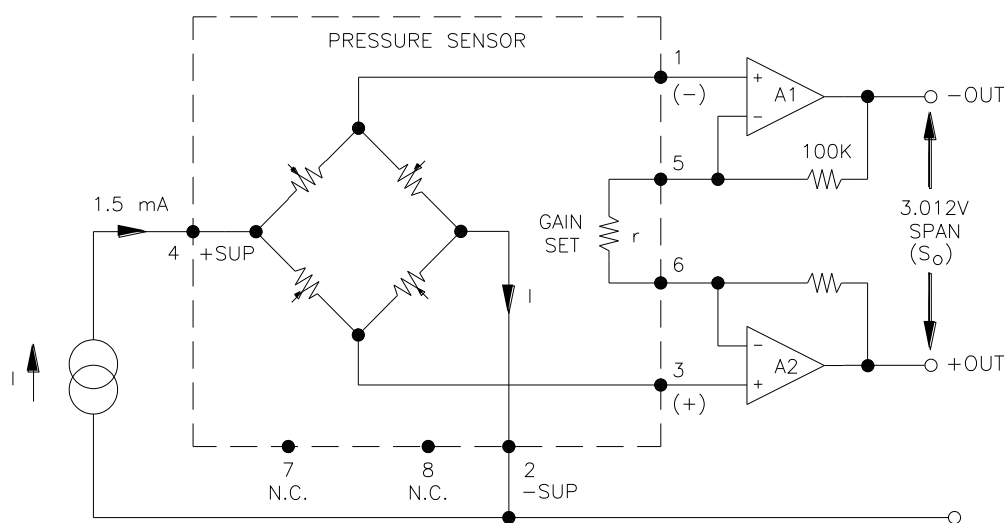 PRESSURE SENSOR
1
(-)
+
A1
-
-OUT
100K
5
1.5 mA
4
+SUP
GAIN
SET
r
3.012V
SPAN
(So)
6
I
I
-
A2
+
3
(+)
+OUT
7
N.C.
8
N.C.
2
-SUP